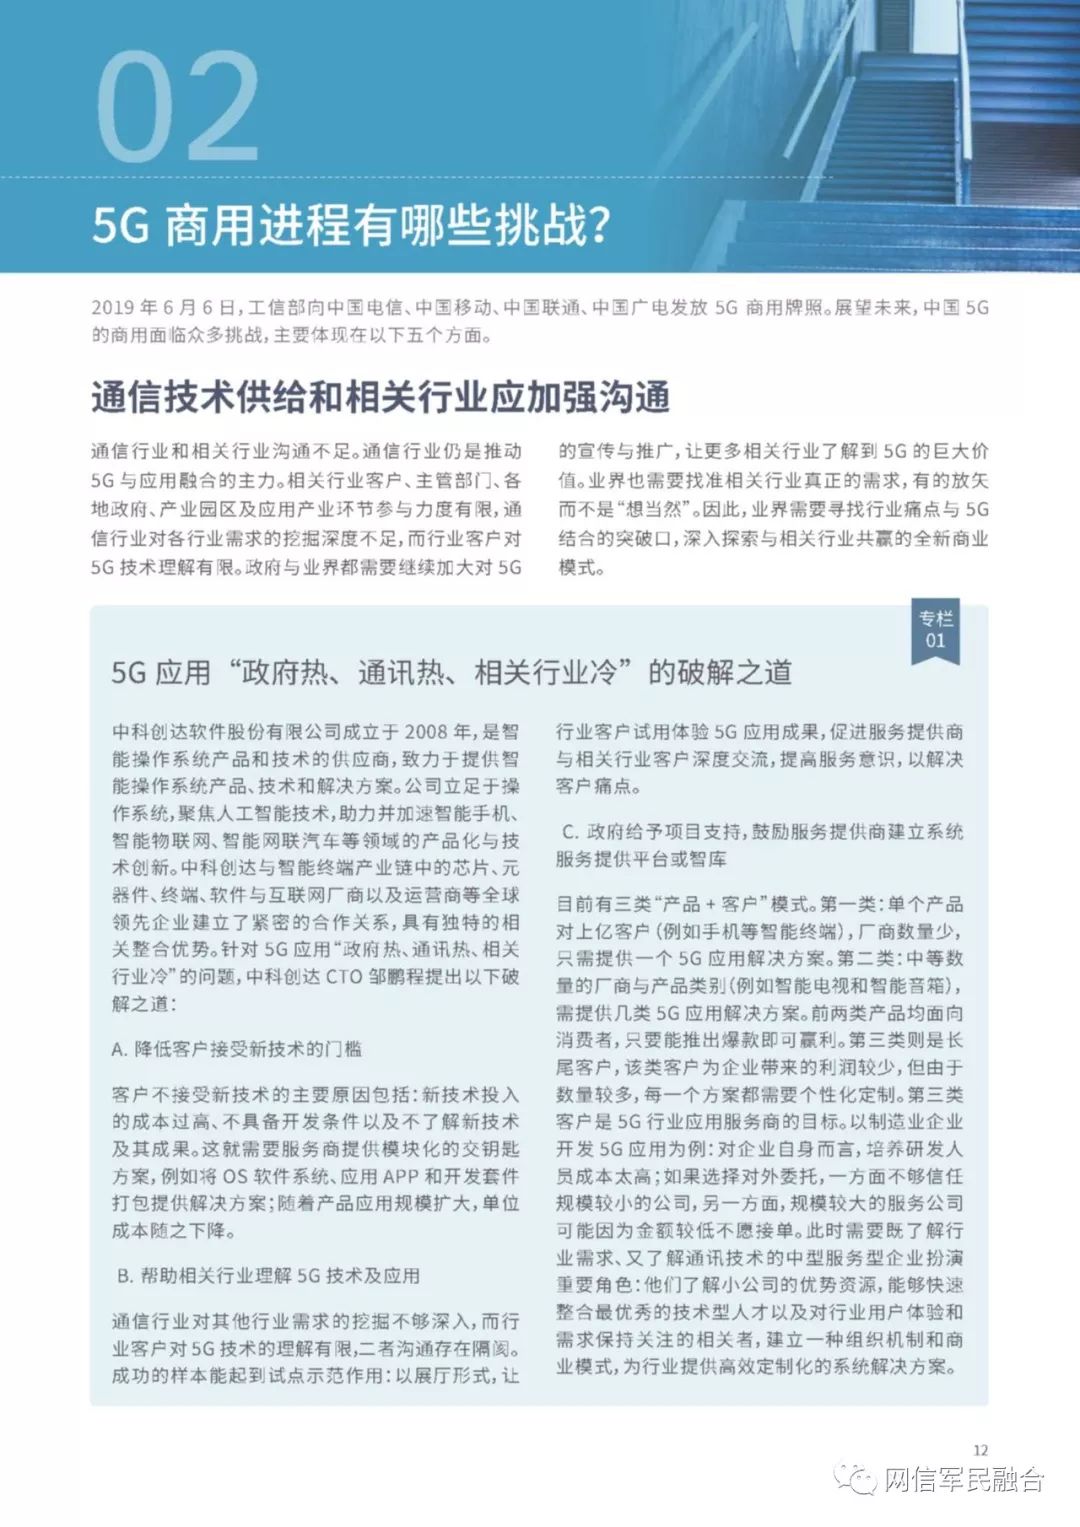 02
5G 商用进程有哪些挑战?
2019 年 6 月 6 日，工信部向中国电信、中国移动、中国联通、中国广电发放 5G 商用牌照。展望未来，中国 5G
的商用面临众多挑战，主要体现在以下五个方面。
通信技术供给和相关行业应加强沟通
通信行业和相关行业沟通不足。通信行业仍是推动
5G 与应用融合的主力。相关行业客户、主管部门、各
地政府、产业园区及应用产业环节参与力度有限，通
信行业对各行业需求的挖掘深度不足，而行业客户对
5G 技术理解有限。政府与业界都需要继续加大对 5G
的宣传与推广，让更多相关行业了解到 5G 的巨大价
值。业界也需要找准相关行业真正的需求，有的放矢
而不是“想当然”。因此，业界需要寻找行业痛点与 5G
结合的突破口，深入探索与相关行业共赢的全新商业
模式。
专栏
01
5G 应用“政府热、通讯热、相关行业冷”的破解之道
中科创达软件股份有限公司成立于 2008 年，是智
能操作系统产品和技术的供应商，致力于提供智
能操作系统产品、技术和解决方案。公司立足于操
作系统，聚焦人工智能技术，助力并加速智能手机、
智能物联网、智能网联汽车等领域的产品化与技
术创新。中科创达与智能终端产业链中的芯片、元
器件、终端、软件与互联网厂商以及运营商等全球
领先企业建立了紧密的合作关系，具有独特的相
关整合优势。针对 5G 应用“政府热、通讯热、相关
行业冷”的问题，中科创达 CTO 邹鹏程提出以下破
解之道：
A. 降低客户接受新技术的门槛
客户不接受新技术的主要原因包括：新技术投入
的成本过高、不具备开发条件以及不了解新技术
及其成果。这就需要服务商提供模块化的交钥匙
方案，例如将 OS 软件系统、应用 APP 和开发套件
打包提供解决方案；随着产品应用规模扩大，单位
成本随之下降。
B. 帮助相关行业理解 5G 技术及应用
通信行业对其他行业需求的挖掘不够深入，而行
业客户对 5G 技术的理解有限，二者沟通存在隔阂。
成功的样本能起到试点示范作用：以展厅形式，让
行业客户试用体验 5G 应用成果，促进服务提供商
与相关行业客户深度交流，提高服务意识，以解决
客户痛点。
C. 政府给予项目支持，鼓励服务提供商建立系统
服务提供平台或智库
目前有三类“产品 + 客户”模式。第一类：单个产品
对上亿客户（例如手机等智能终端），厂商数量少，
只需提供一个 5G 应用解决方案。第二类：中等数
量的厂商与产品类别（例如智能电视和智能音箱），
需提供几类 5G 应用解决方案。前两类产品均面向
消费者，只要能推出爆款即可赢利。第三类则是长
尾客户，该类客户为企业带来的利润较少，但由于
数量较多，每一个方案都需要个性化定制。第三类
客户是 5G 行业应用服务商的目标。以制造业企业
开发 5G 应用为例：对企业自身而言，培养研发人
员成本太高；如果选择对外委托，一方面不够信任
规模较小的公司，另一方面，规模较大的服务公司
可能因为金额较低不愿接单。此时需要既了解行
业需求、又了解通讯技术的中型服务型企业扮演
重要角色：他们了解小公司的优势资源，能够快速
整合最优秀的技术型人才以及对行业用户体验和
需求保持关注的相关者，建立一种组织机制和商
业模式，为行业提供高效定制化的系统解决方案。
12
网信军民融合